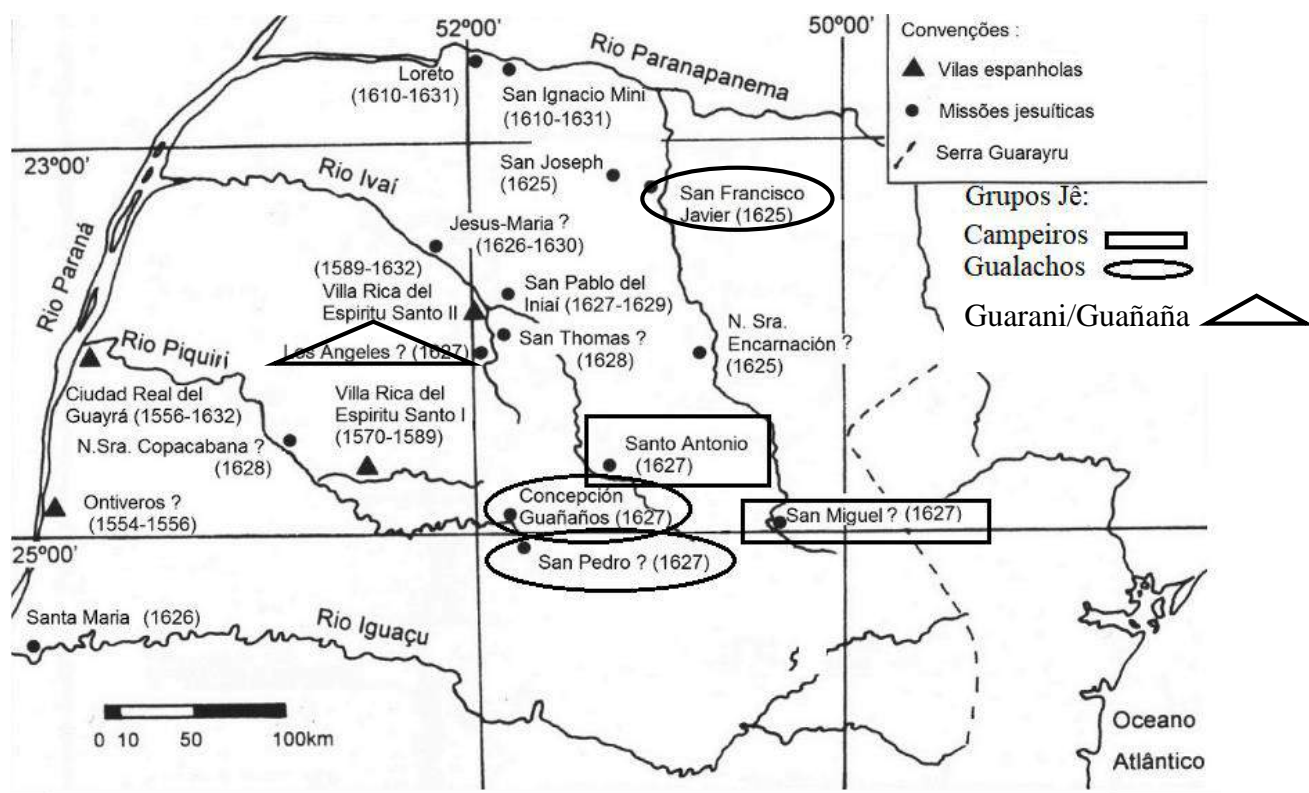 52º00'
50º00'
Rio Paranapanema
Convenções :
Vilas espanholas
Missões jesuíticas
Serra Guarayru
Loreto
(1610-1631)
San Ignacio Mini
(1610-1631)
23º00'
Rio Ivaí
San Joseph
(1625)
San Francisco
Javier (1625)
Grupos Jê:
Campeiros
Gualachos
Guarani/Guañaña
Rio Paraná
Jesus-Maria ?
(1626-1630)
(1589-1632)
Villa Rica del
Espiritu Santo II
San Pablo del
Iniaí (1627-1629)
San Thomas ?
(1628)
N. Sra.
Encarnación ?
(1625)
Los Angeles ? (1627)
Rio Piquirí
Ciudad Real del
Guayrá (1556-1632)
Villa Rica del
Espiritu Santo I
(1570-1589)
N.Sra. Copacabana ?
(1628)
Santo Antonio
(1627)
Ontiveros ?
(1554-1556)
Concepción
Guañaños (1627)
San Miguel ? (1627)
25º00'
San Pedro ? (1627)
Santa Maria (1626)
Rio Iguaçu
0 10 50 100km
Oceano
Atlântico